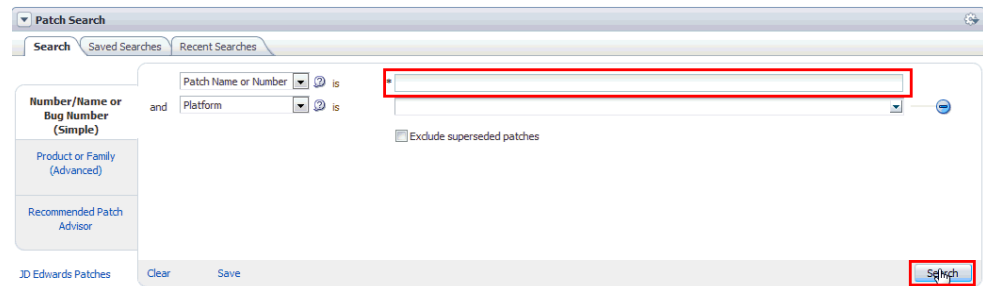 Patch Search
Search Saved Searches Recent Searches
Patch Name or Number is *
Number/Name or Bug Number (Simple)
and Platform is
Exclude superseded patches
Product or Family (Advanced)
Recommended Patch Advisor
JD Edwards Patches Clear Save Search